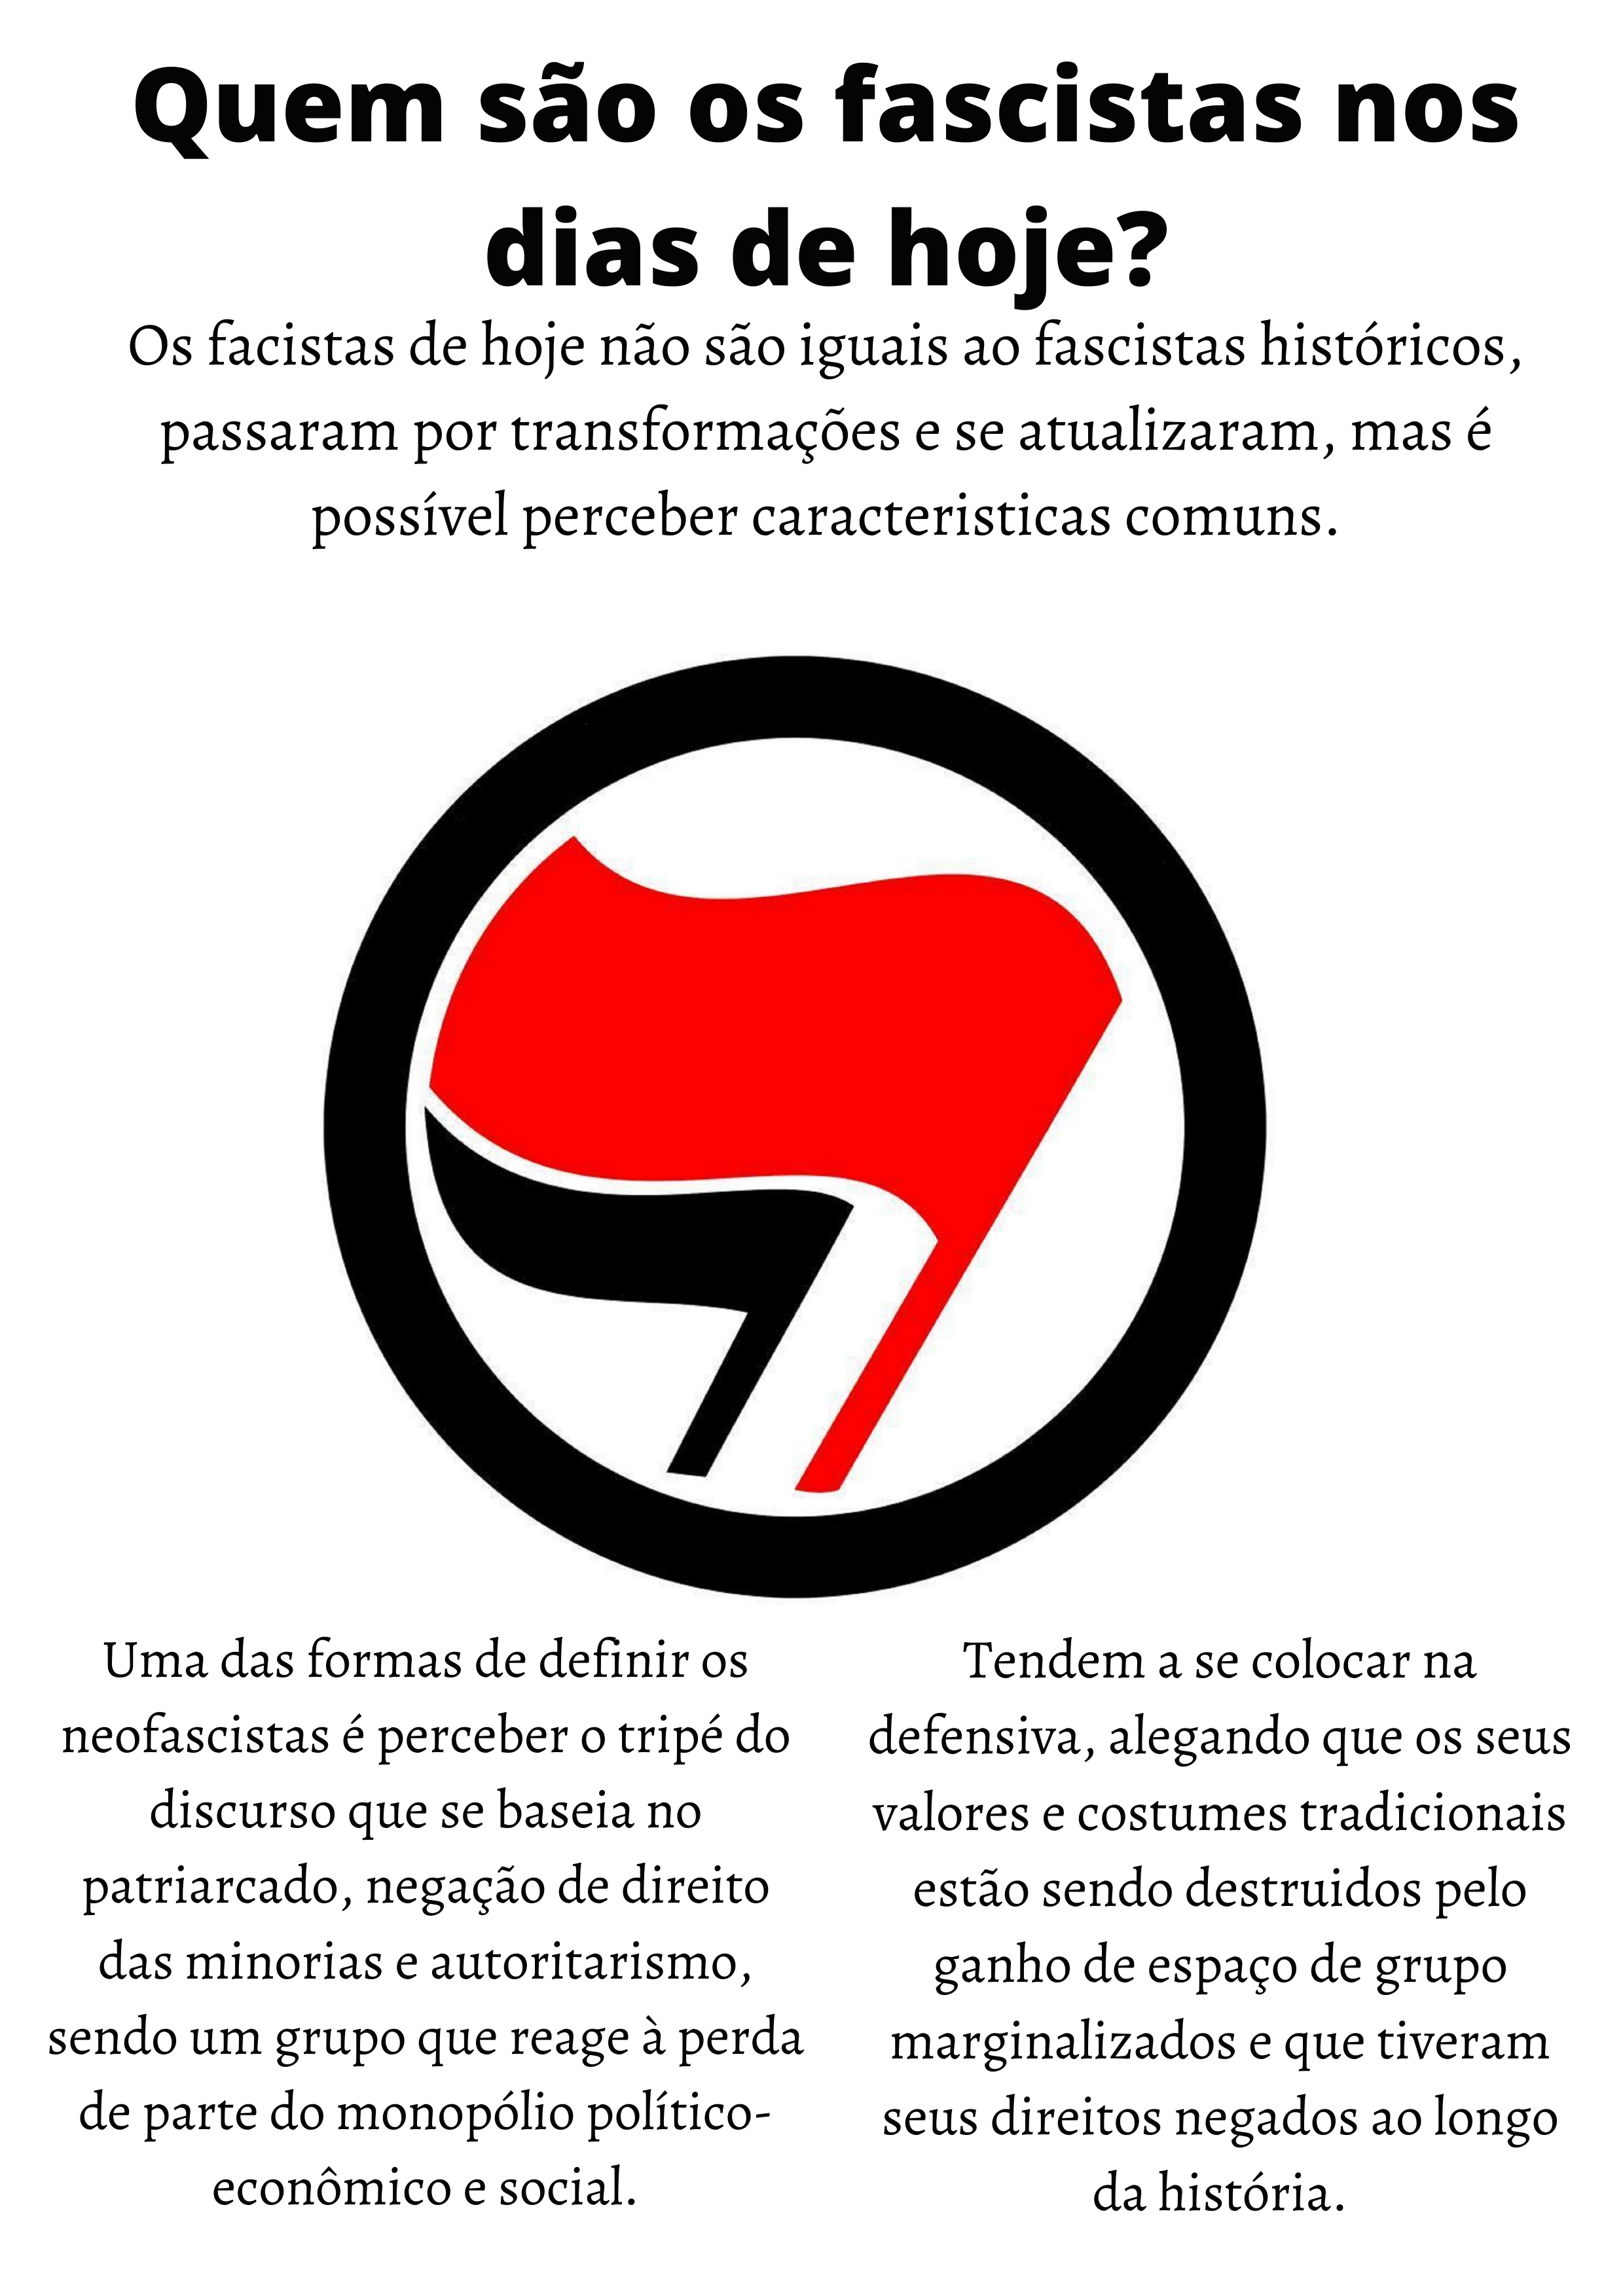 Quem são os fascistas nos
dias de hoje?
Os facistas de hoje não são iguais ao fascistas históricos,
passaram por transformações e se atualizaram, mas é
possível perceber caracteristicas comuns.
Uma das formas de definir os
neofascistas é perceber o tripé do
discurso que se baseia no
patriarcado, negação de direito
das minorias e autoritarismo,
sendo um grupo que reage à perda
de parte do monopólio político-
econômico e social.
Tendem a se colocar na
defensiva, alegando que os seus
valores e costumes tradicionais
estão sendo destruidos pelo
ganho de espaço de grupo
marginalizados e que tiveram
seus direitos negados ao longo
da história.